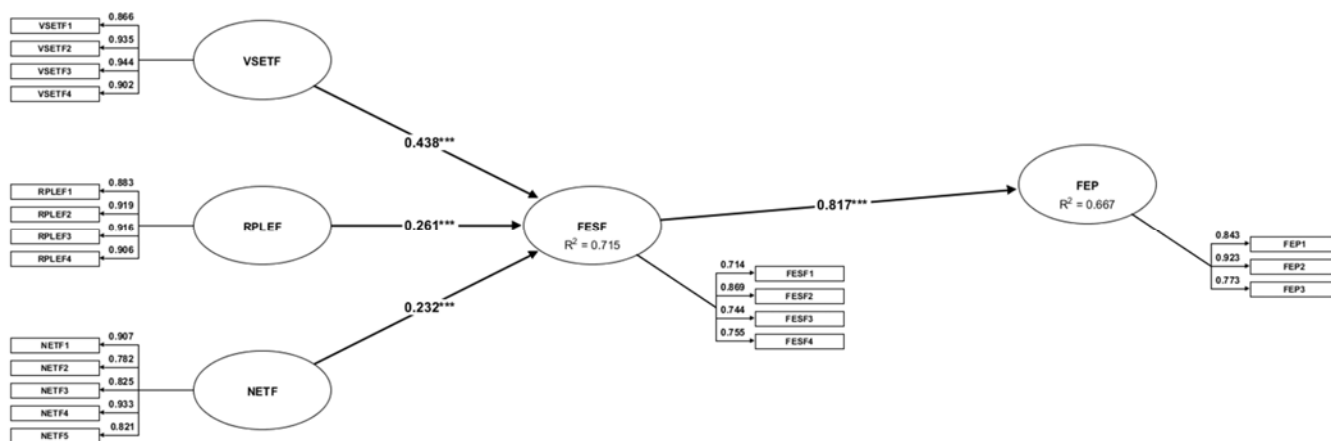 VSETF1
0.866
VSETF2
0.935
VSETF3
0.944
VSETF4
0.902
VSETF
0.438***
RPLEF1
0.883
RPLEF2
0.919
RPLEF3
0.916
RPLEF4
0.906
RPLEF
0.261***
NETF1
0.907
NETF2
0.782
NETF3
0.825
NETF4
0.933
NETF5
0.821
NETF
0.232***
FESF
R² = 0.715
0.714
FESF1
0.869
FESF2
0.744
FESF3
0.755
FESF4
0.817***
FEP
R² = 0.667
0.843
FEP1
0.923
FEP2
0.773
FEP3